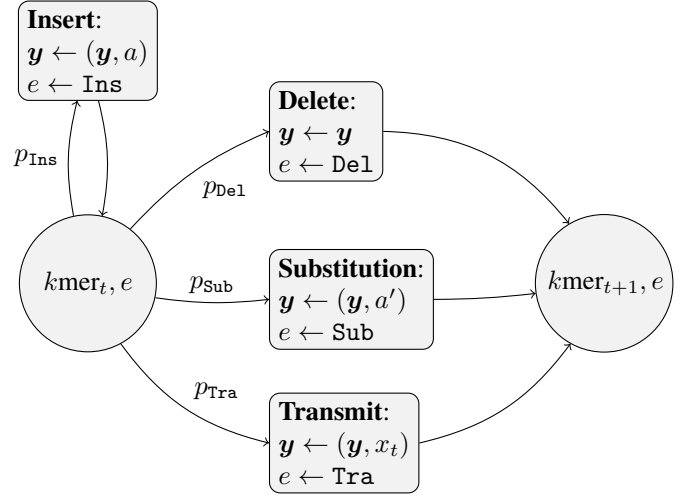 Insert:
𝒚 ← (𝒚, a)
e ← Ins
p_Ins
Delete:
𝒚 ← 𝒚
e ← Del
p_Del
kmer_t, e
p_Sub
Substitution:
𝒚 ← (𝒚, a′)
e ← Sub
kmer_{t+1}, e
p_Tra
Transmit:
𝒚 ← (𝒚, x_t)
e ← Tra